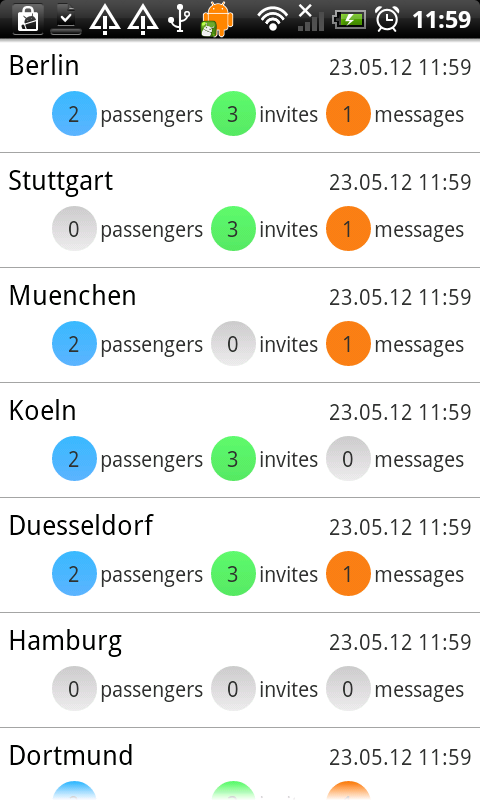 11:59
Berlin 23.05.12 11:59
2 passengers 3 invites 1 messages
Stuttgart 23.05.12 11:59
0 passengers 3 invites 1 messages
Muenchen 23.05.12 11:59
2 passengers 0 invites 1 messages
Koeln 23.05.12 11:59
2 passengers 3 invites 0 messages
Duesseldorf 23.05.12 11:59
2 passengers 3 invites 1 messages
Hamburg 23.05.12 11:59
0 passengers 0 invites 0 messages
Dortmund 23.05.12 11:59